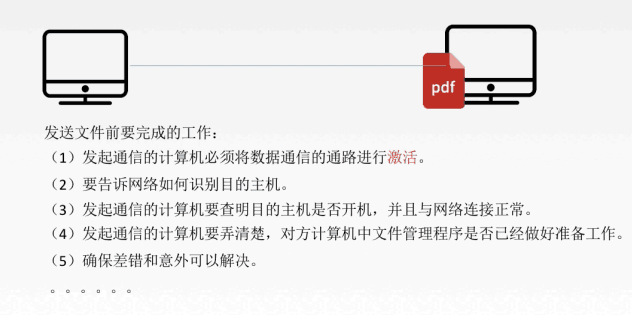 pdf
发送文件前要完成的工作：
（1）发起通信的计算机必须将数据通信的通路进行激活。
（2）要告诉网络如何识别目的主机。
（3）发起通信的计算机要查明目的主机是否开机，并且与网络连接正常。
（4）发起通信的计算机要弄清楚，对方计算机中文件管理程序是否已经做好准备工作。
（5）确保差错和意外可以解决。
。。。。。。